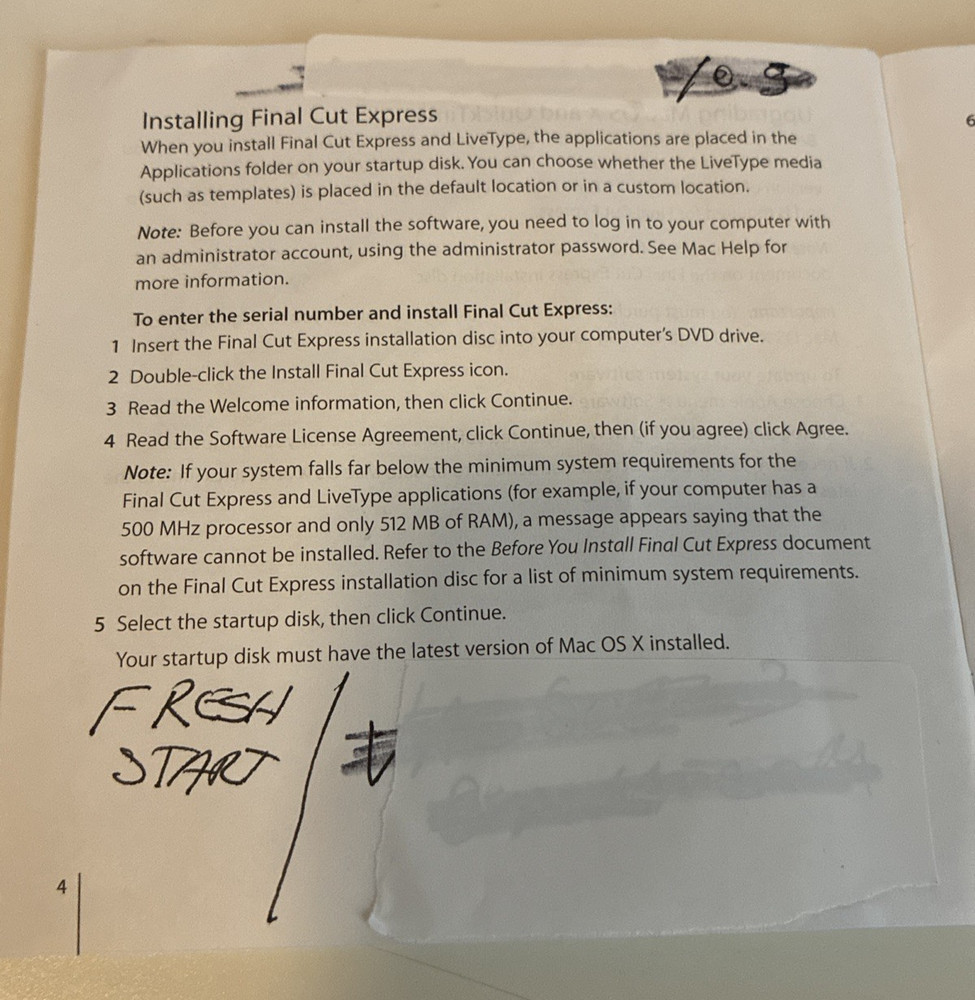 10.9
Installing Final Cut Express
When you install Final Cut Express and LiveType, the applications are placed in the
Applications folder on your startup disk. You can choose whether the LiveType media
(such as templates) is placed in the default location or in a custom location.
Note: Before you can install the software, you need to log in to your computer with
an administrator account, using the administrator password. See Mac Help for
more information.
To enter the serial number and install Final Cut Express:
1 Insert the Final Cut Express installation disc into your computer's DVD drive.
2 Double-click the Install Final Cut Express icon.
3 Read the Welcome information, then click Continue.
4 Read the Software License Agreement, click Continue, then (if you agree) click Agree.
Note: If your system falls far below the minimum system requirements for the
Final Cut Express and LiveType applications (for example, if your computer has a
500 MHz processor and only 512 MB of RAM), a message appears saying that the
software cannot be installed. Refer to the Before You Install Final Cut Express document
on the Final Cut Express installation disc for a list of minimum system requirements.
5 Select the startup disk, then click Continue.
Your startup disk must have the latest version of Mac OS X installed.
FRESH
START
4
6